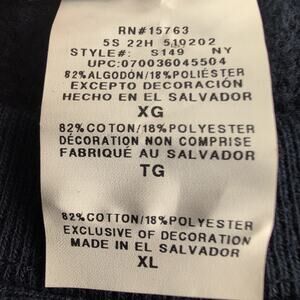 RN#15763
5S 22H 510202
STYLE#: S149 NY
UPC:070036045504
82%ALGODÓN/18%POLIÉSTER
EXCEPTO DECORACIÓN
HECHO EN EL SALVADOR
XG
82%COTON/18%POLYESTER
DÉCORATION NON COMPRISE
FABRIQUÉ AU SALVADOR
TG
82%COTTON/18%POLYESTER
EXCLUSIVE OF DECORATION
MADE IN EL SALVADOR
XL